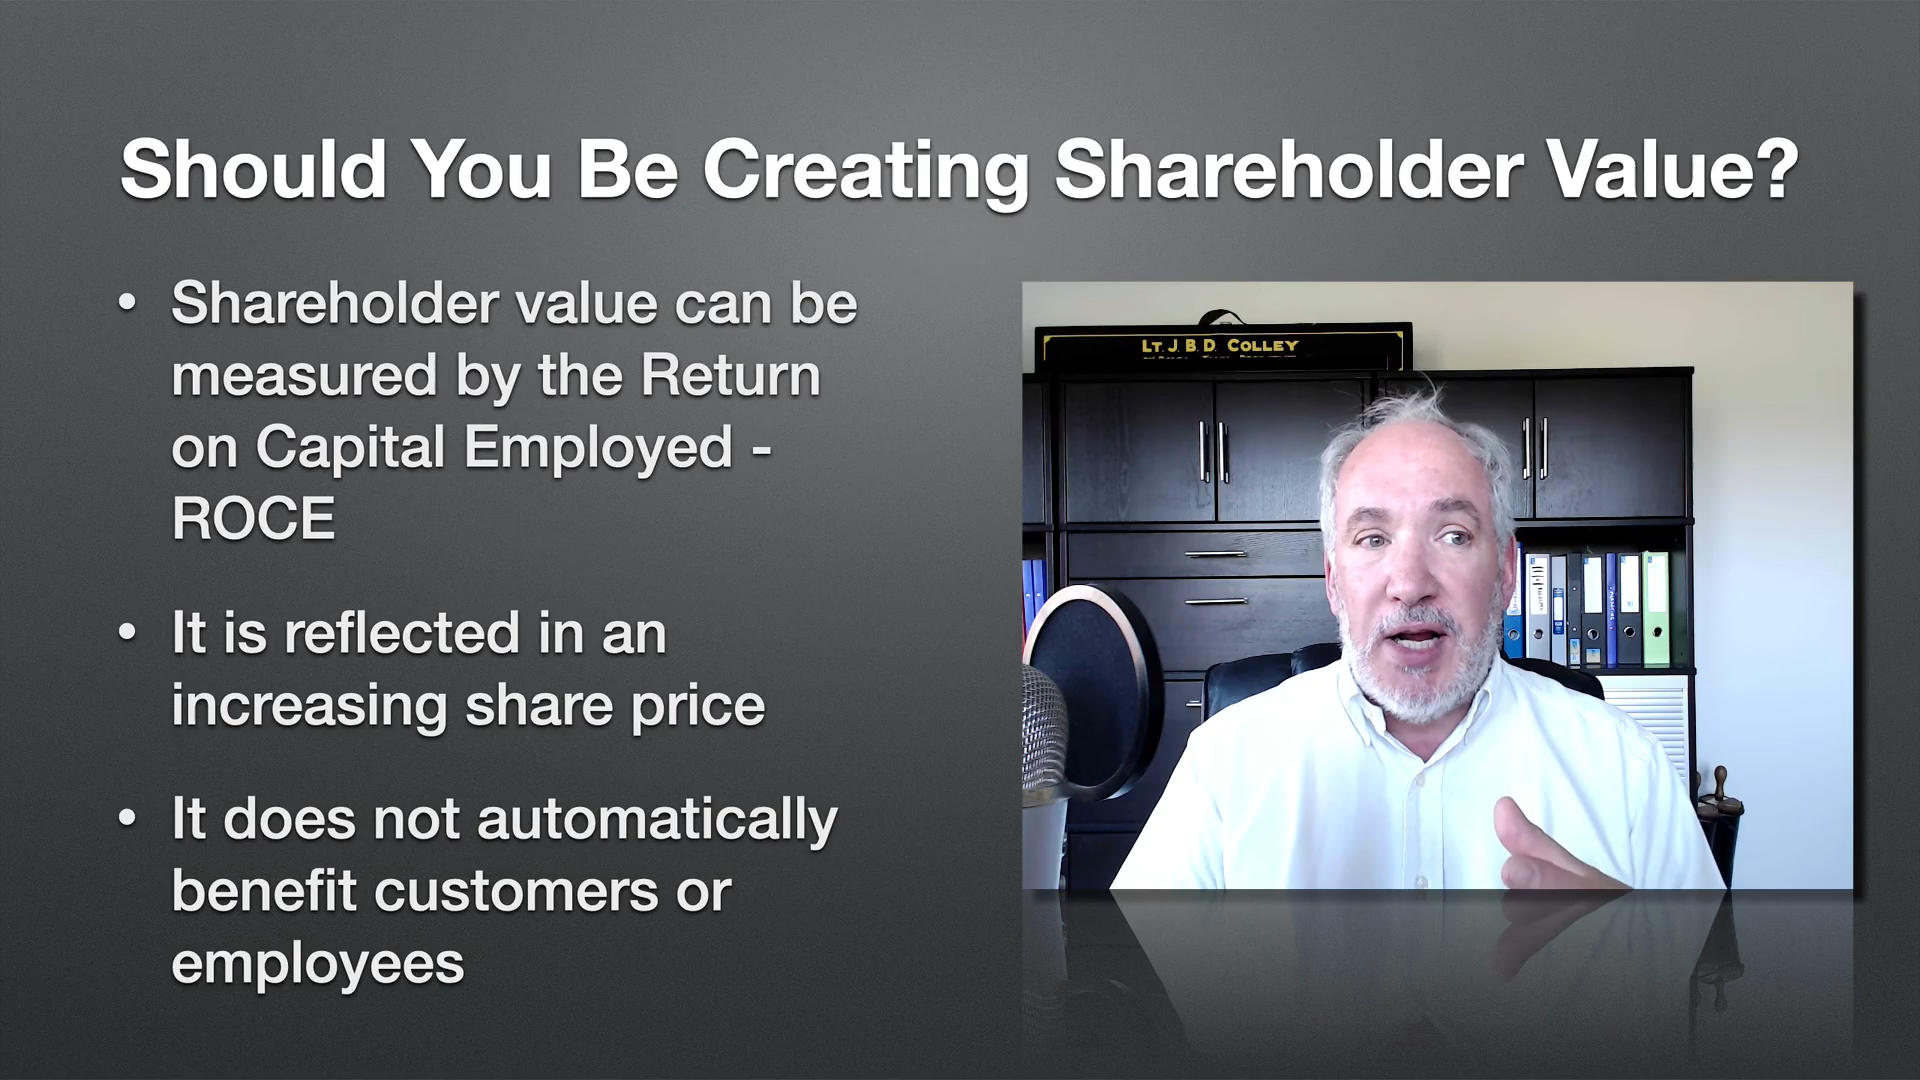 Should You Be Creating Shareholder Value?
• Shareholder value can be
measured by the Return
on Capital Employed -
ROCE
• It is reflected in an
increasing share price
• It does not automatically
benefit customers or
employees
LT. J. B. D. COLLEY